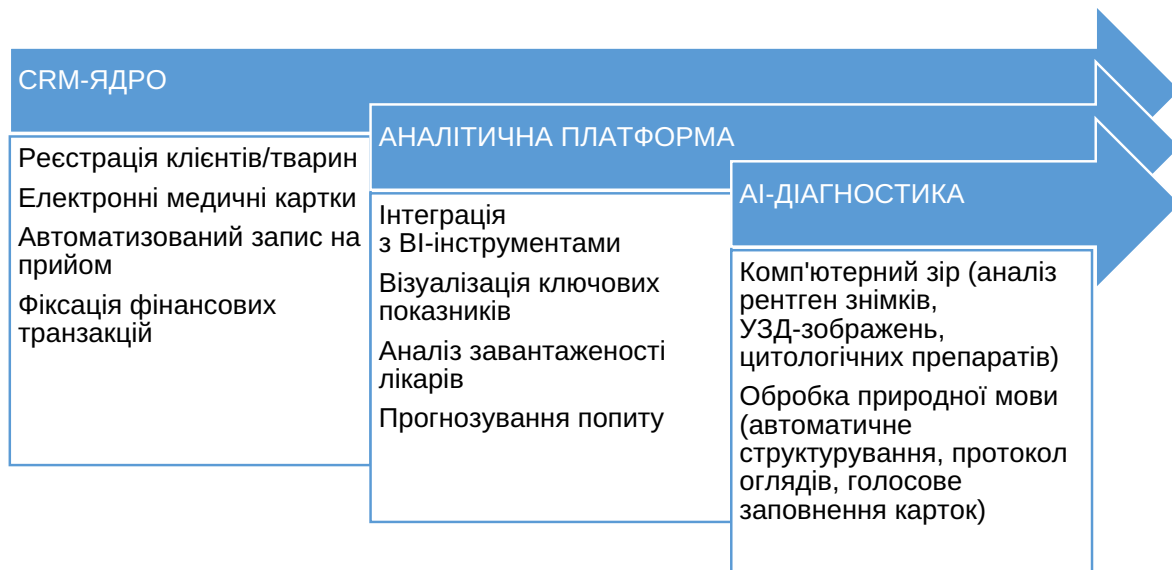 CRM-ЯДРО
Реєстрація клієнтів/тварин
Електронні медичні картки
Автоматизований запис на
прийом
Фіксація фінансових
транзакцій
АНАЛІТИЧНА ПЛАТФОРМА
Інтеграція
з BI-інструментами
Візуалізація ключових
показників
Аналіз завантаженості
лікарів
Прогнозування попиту
АІ-ДІАГНОСТИКА
Комп'ютерний зір (аналіз
рентген знімків,
УЗД-зображень,
цитологічних препаратів)
Обробка природної мови
(автоматичне
структурування, протокол
оглядів, голосове
заповнення карток)